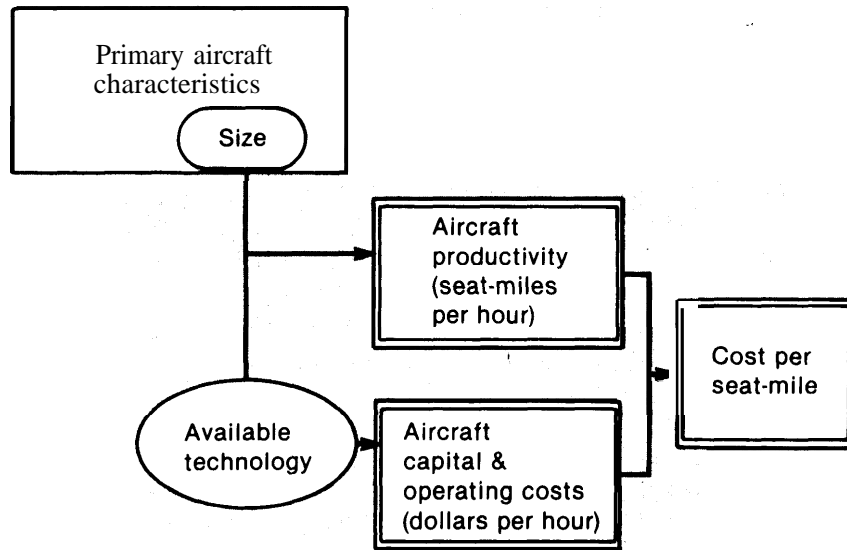 Primary aircraft
characteristics
Size
Aircraft
productivity
(seat-miles
per hour)
Cost per
seat-mile
Available
technology
Aircraft
capital &
operating costs
(dollars per hour)